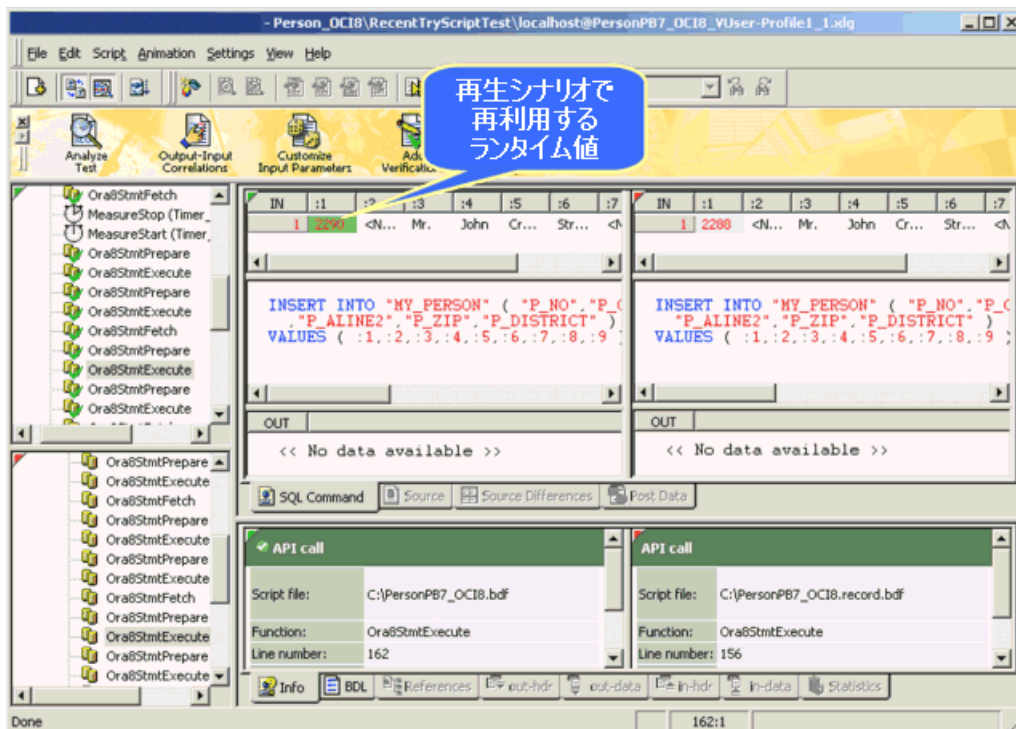 - Person_OCI8\RecentTryScriptTest\localhost@PersonPB7_OCI8_VUser-Profile1_1.xlg
File Edit Script Animation Settings View Help
再生シナリオで
再利用する
ランタイム値
Analyze
Test
Output-Input
Correlations
Customize
Input Parameters
Ora8StmtFetch
MeasureStop (Timer_
MeasureStart (Timer_
Ora8StmtPrepare
Ora8StmtExecute
Ora8StmtPrepare
Ora8StmtExecute
Ora8StmtFetch
Ora8StmtPrepare
Ora8StmtExecute
Ora8StmtPrepare
Ora8StmtExecute
IN :1 :2 :3 :4 :5 :6 :7
1 2290 <N... Mr. John Cr... Str... <N
INSERT INTO "MY_PERSON" ( "P_NO","P_
,"P_ALINE2","P_ZIP","P_DISTRICT" )
VALUES ( :1,:2,:3,:4,:5,:6,:7,:8,:9
OUT
<< No data available >>
IN :1 :2 :3 :4 :5 :6 :7
1 2288 <N... Mr. John Cr... Str... <N
INSERT INTO "MY_PERSON" ( "P_NO","P_
,"P_ALINE2","P_ZIP","P_DISTRICT" )
VALUES ( :1,:2,:3,:4,:5,:6,:7,:8,:9
OUT
<< No data available >>
SQL Command Source Source Differences Post Data
Ora8StmtPrepare
Ora8StmtExecute
Ora8StmtFetch
Ora8StmtPrepare
Ora8StmtExecute
Ora8StmtPrepare
Ora8StmtExecute
Ora8StmtFetch
Ora8StmtPrepare
Ora8StmtExecute
Ora8StmtPrepare
Ora8StmtExecute
API call
Script file: C:\PersonPB7_OCI8.bdf
Function: Ora8StmtExecute
Line number: 162
API call
Script file: C:\PersonPB7_OCI8.record.bdf
Function: Ora8StmtExecute
Line number: 156
Info BDL References out-hdr out-data in-hdr in-data Statistics
Done
162:1